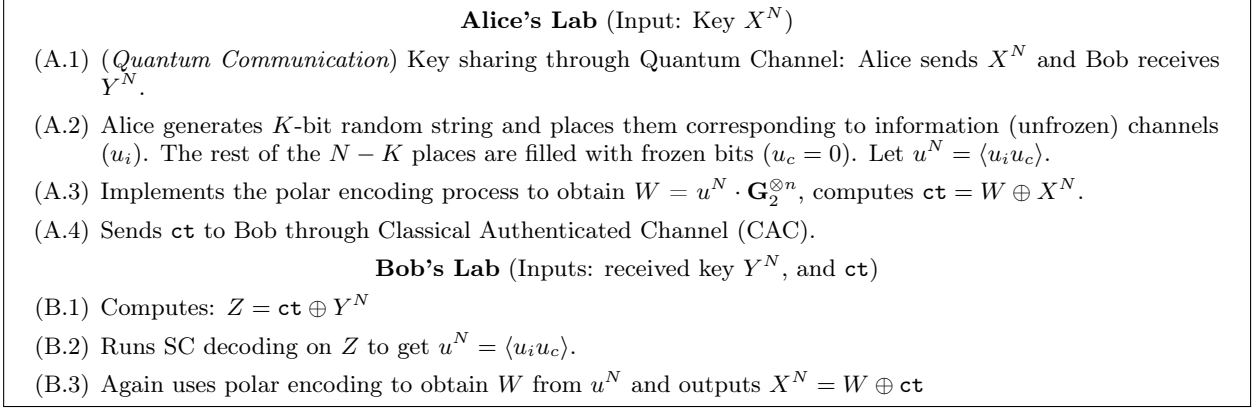 Alice's Lab (Input: Key X^N)
(A.1) (Quantum Communication) Key sharing through Quantum Channel: Alice sends X^N and Bob receives
Y^N.
(A.2) Alice generates K-bit random string and places them corresponding to information (unfrozen) channels
(u_i). The rest of the N − K places are filled with frozen bits (u_c = 0). Let u^N = ⟨u_i u_c⟩.
(A.3) Implements the polar encoding process to obtain W = u^N · G_2^{⊗n}, computes ct = W ⊕ X^N.
(A.4) Sends ct to Bob through Classical Authenticated Channel (CAC).
Bob's Lab (Inputs: received key Y^N, and ct)
(B.1) Computes: Z = ct ⊕ Y^N
(B.2) Runs SC decoding on Z to get u^N = ⟨u_i u_c⟩.
(B.3) Again uses polar encoding to obtain W from u^N and outputs X^N = W ⊕ ct